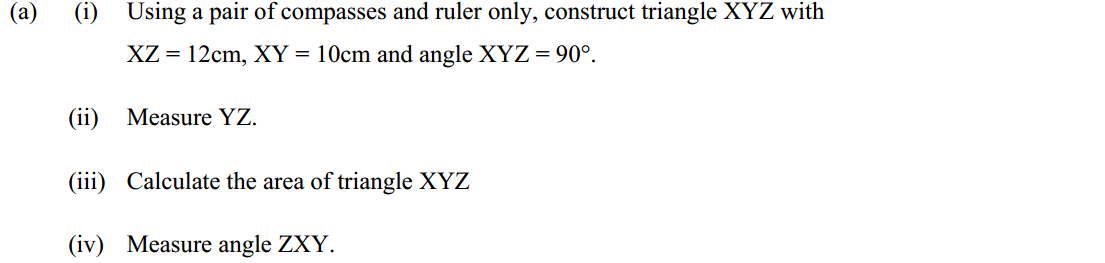 (a) (i) Using a pair of compasses and ruler only, construct triangle XYZ with
XZ = 12cm, XY = 10cm and angle XYZ = 90°.
(ii) Measure YZ.
(iii) Calculate the area of triangle XYZ
(iv) Measure angle ZXY.